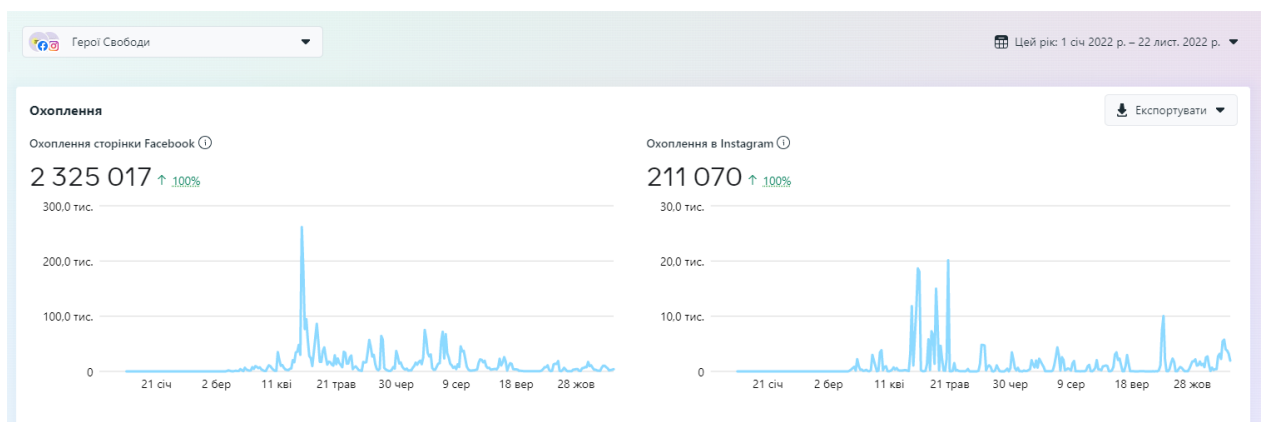 Герої Свободи
Цей рік: 1 січ 2022 р. – 22 лист. 2022 р.
Охоплення
Експортувати
Охоплення сторінки Facebook
2 325 017 ↑ 100%
300,0 тис.
200,0 тис.
100,0 тис.
0
21 січ 2 бер 11 кві 21 трав 30 чер 9 сер 18 вер 28 жов
Охоплення в Instagram
211 070 ↑ 100%
30,0 тис.
20,0 тис.
10,0 тис.
0
21 січ 2 бер 11 кві 21 трав 30 чер 9 сер 18 вер 28 жов